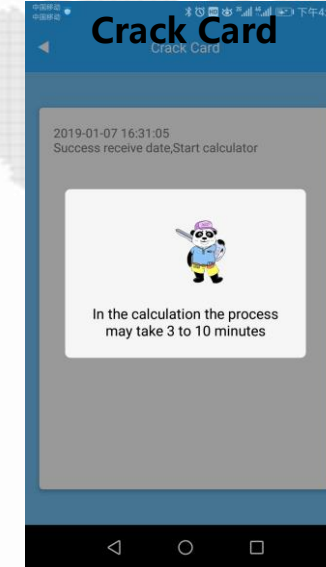 中国移动
中国移动
下午4:
Crack Card
Crack Card
2019-01-07 16:31:05
Success receive date,Start calculator
In the calculation the process
may take 3 to 10 minutes